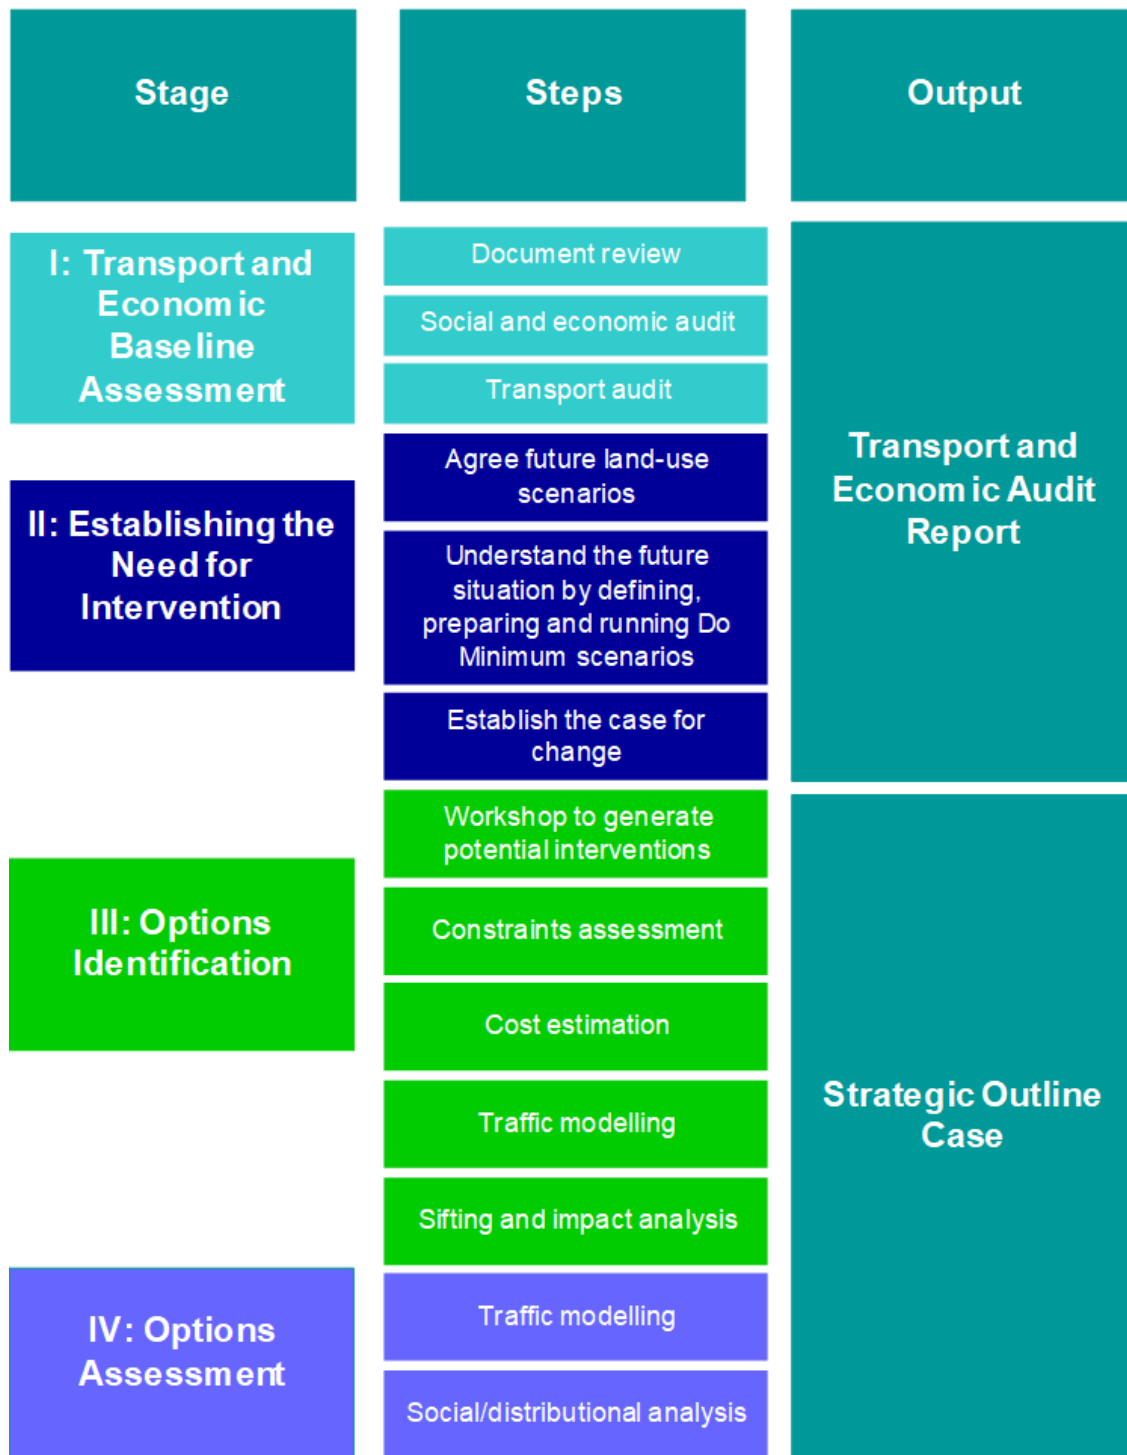 Stage
Steps
Output
I: Transport and
Economic
Baseline
Assessment
Document review
Social and economic audit
Transport audit
II: Establishing the
Need for
Intervention
Agree future land-use
scenarios
Understand the future
situation by defining,
preparing and running Do
Minimum scenarios
Establish the case for
change
Transport and
Economic Audit
Report
III: Options
Identification
Workshop to generate
potential interventions
Constraints assessment
Cost estimation
Traffic modelling
Sifting and impact analysis
IV: Options
Assessment
Traffic modelling
Social/distributional analysis
Strategic Outline
Case